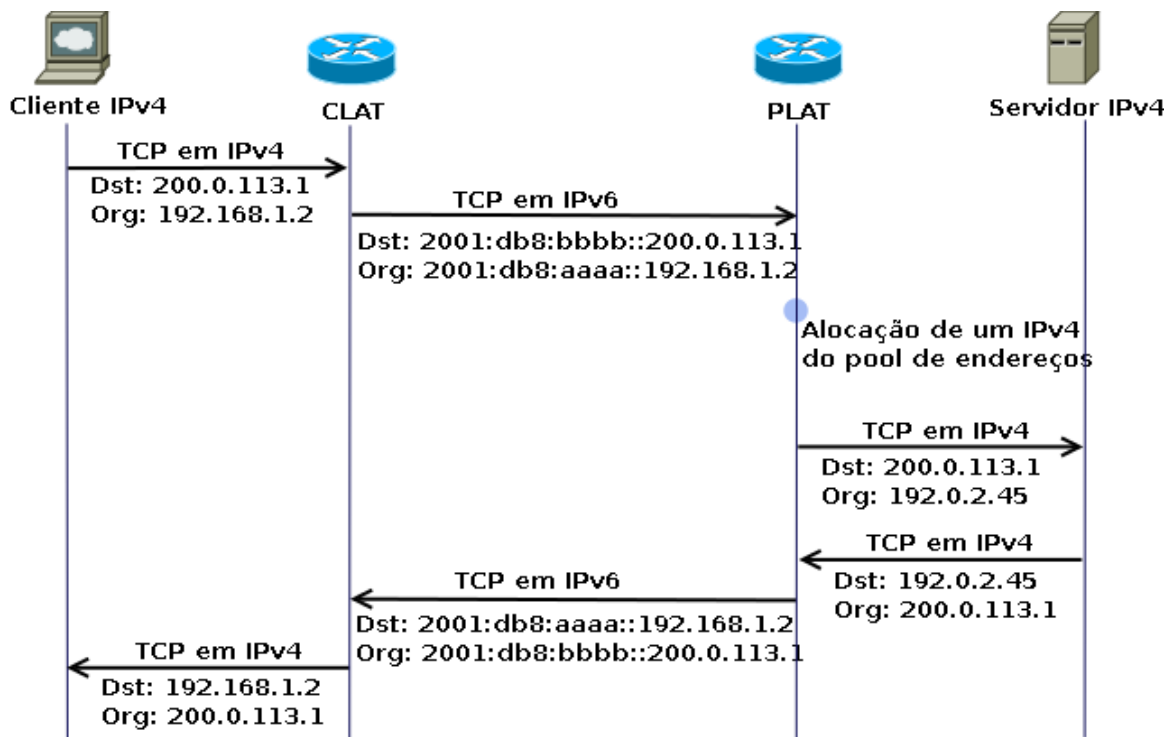 Cliente IPv4
CLAT
PLAT
Servidor IPv4
TCP em IPv4
Dst: 200.0.113.1
Org: 192.168.1.2
TCP em IPv6
Dst: 2001:db8:bbbb::200.0.113.1
Org: 2001:db8:aaaa::192.168.1.2
Alocação de um IPv4
do pool de endereços
TCP em IPv4
Dst: 200.0.113.1
Org: 192.0.2.45
TCP em IPv4
Dst: 192.0.2.45
Org: 200.0.113.1
TCP em IPv6
Dst: 2001:db8:aaaa::192.168.1.2
Org: 2001:db8:bbbb::200.0.113.1
TCP em IPv4
Dst: 192.168.1.2
Org: 200.0.113.1